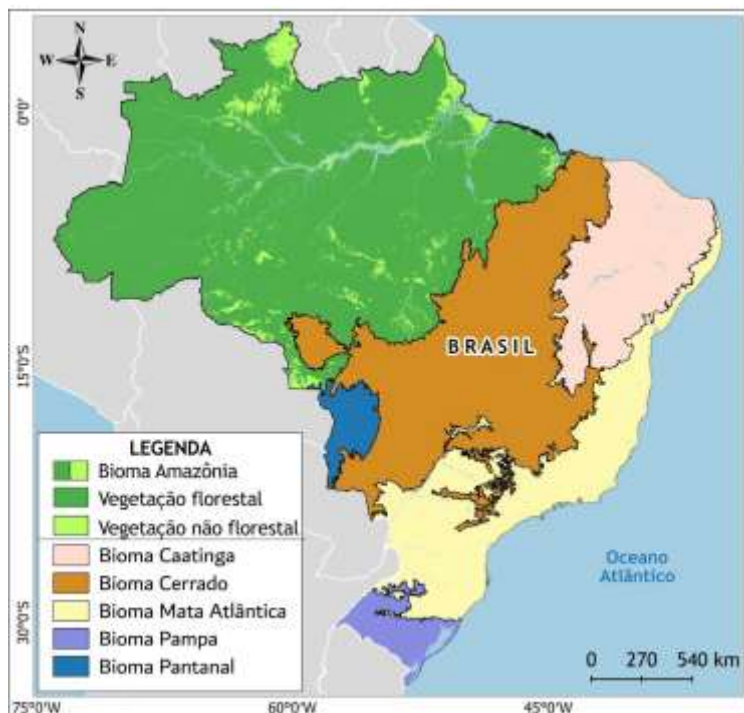 N
W E
S
0°0'
BRASIL
15°0'S
LEGENDA
Bioma Amazônia
Vegetação florestal
Vegetação não florestal
Bioma Caatinga
Bioma Cerrado
Bioma Mata Atlântica
Bioma Pampa
Bioma Pantanal
Oceano
Atlântico
30°0'S
0 270 540 km
75°0'W 60°0'W 45°0'W